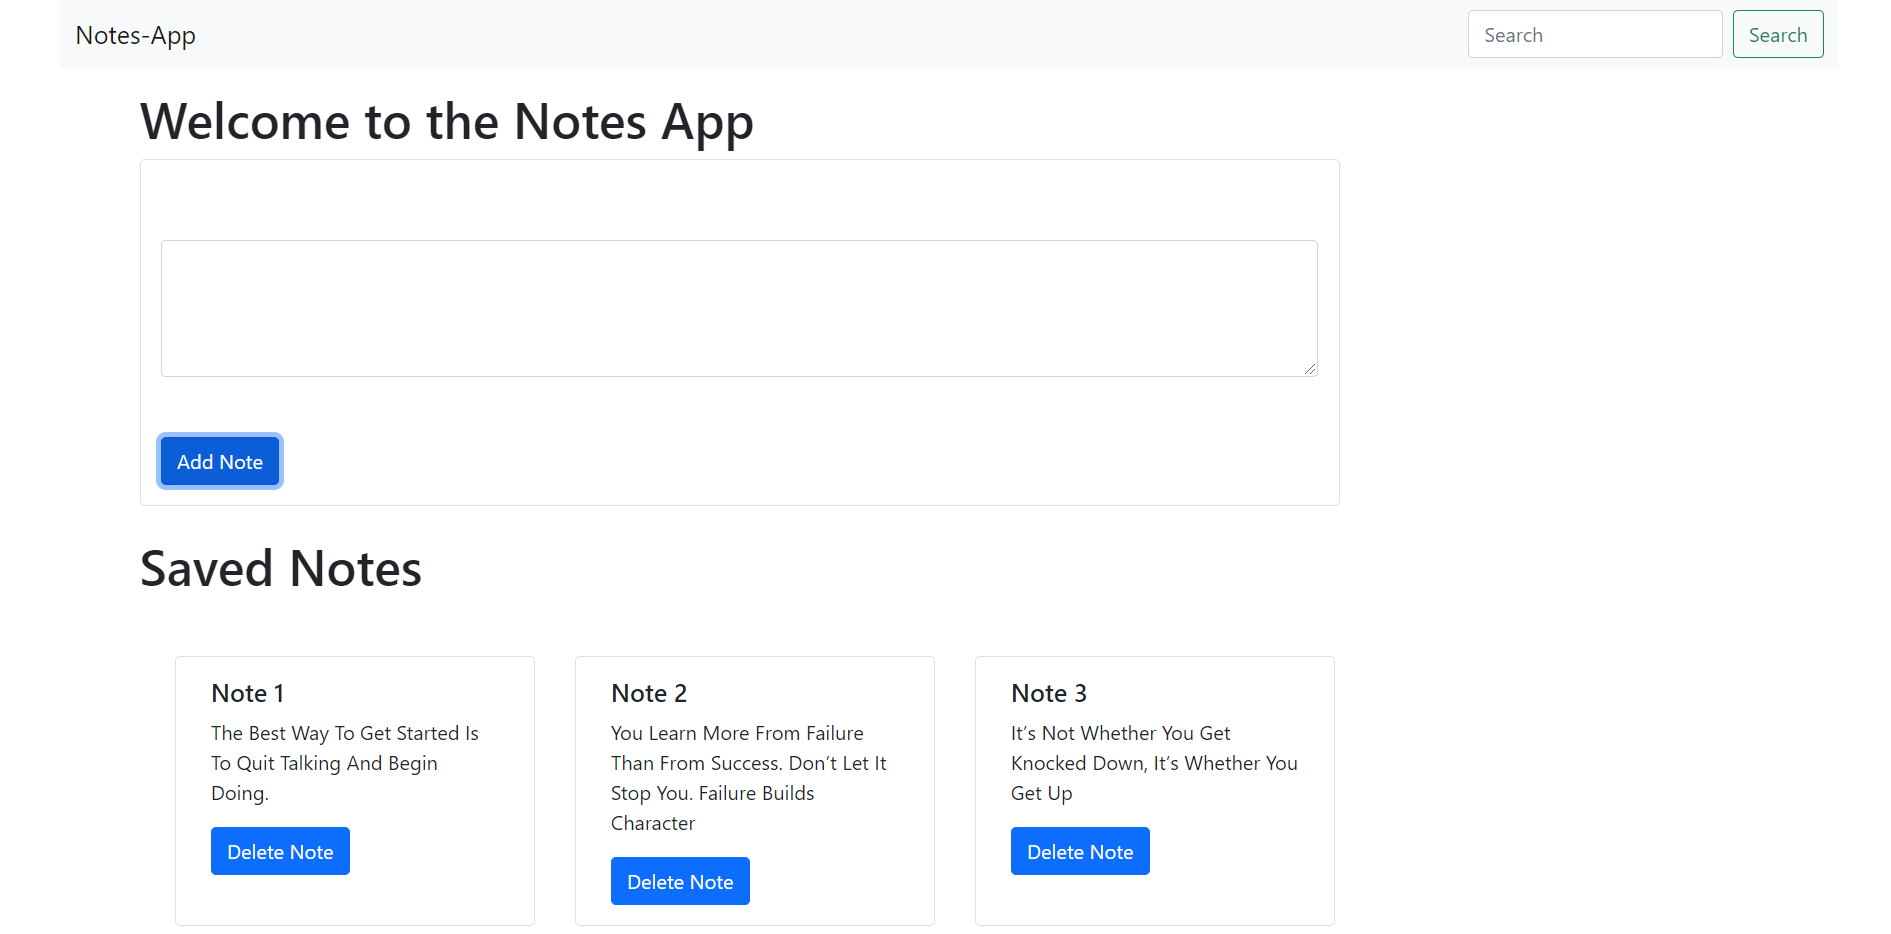 Notes-App
Search
Search
Welcome to the Notes App
Add Note
Saved Notes
Note 1
The Best Way To Get Started Is
To Quit Talking And Begin
Doing.
Delete Note
Note 2
You Learn More From Failure
Than From Success. Don’t Let It
Stop You. Failure Builds
Character
Delete Note
Note 3
It’s Not Whether You Get
Knocked Down, It’s Whether You
Get Up
Delete Note